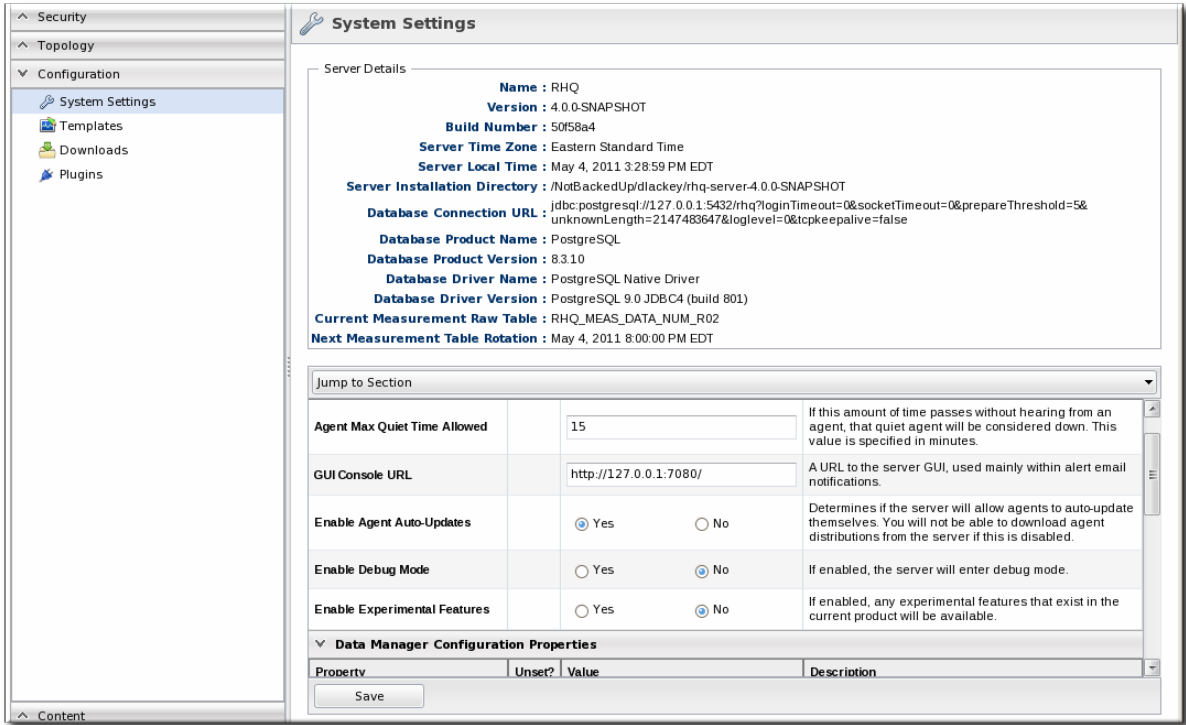 Security
Topology
Configuration
System Settings
Templates
Downloads
Plugins
Content
System Settings
Server Details
Name : RHQ
Version : 4.0.0-SNAPSHOT
Build Number : 50f58a4
Server Time Zone : Eastern Standard Time
Server Local Time : May 4, 2011 3:28:59 PM EDT
Server Installation Directory : /NotBackedUp/dlackey/rhq-server-4.0.0-SNAPSHOT
Database Connection URL : jdbc:postgresql://127.0.0.1:5432/rhq?loginTimeout=0&socketTimeout=0&prepareThreshold=5&
unknownLength=2147483647&loglevel=0&tcpkeepalive=false
Database Product Name : PostgreSQL
Database Product Version : 8.3.10
Database Driver Name : PostgreSQL Native Driver
Database Driver Version : PostgreSQL 9.0 JDBC4 (build 801)
Current Measurement Raw Table : RHQ_MEAS_DATA_NUM_R02
Next Measurement Table Rotation : May 4, 2011 8:00:00 PM EDT
Jump to Section
Agent Max Quiet Time Allowed
15
If this amount of time passes without hearing from an
agent, that quiet agent will be considered down. This
value is specified in minutes.
GUI Console URL
http://127.0.0.1:7080/
A URL to the server GUI, used mainly within alert email
notifications.
Enable Agent Auto-Updates
Yes No
Determines if the server will allow agents to auto-update
themselves. You will not be able to download agent
distributions from the server if this is disabled.
Enable Debug Mode
Yes No
If enabled, the server will enter debug mode.
Enable Experimental Features
Yes No
If enabled, any experimental features that exist in the
current product will be available.
Data Manager Configuration Properties
Property Unset? Value Description
Save